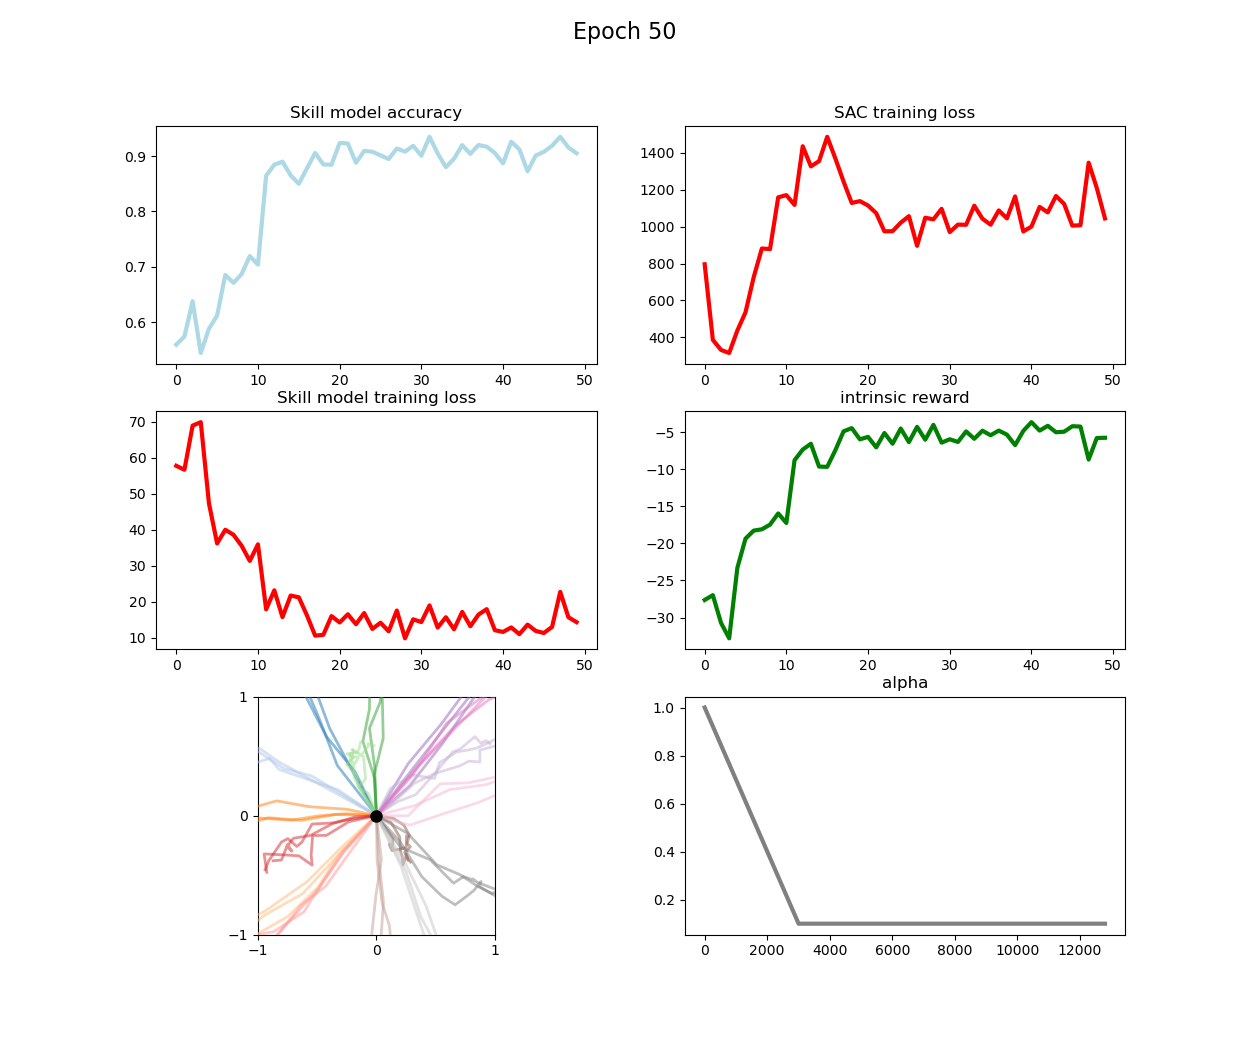 Epoch 50
Skill model accuracy
0.9
0.8
0.7
0.6
0 10 20 30 40 50
SAC training loss
1400
1200
1000
800
600
400
0 10 20 30 40 50
Skill model training loss
70
60
50
40
30
20
10
0 10 20 30 40 50
intrinsic reward
−5
−10
−15
−20
−25
−30
0 10 20 30 40 50
1
0
−1
−1 0 1
alpha
1.0
0.8
0.6
0.4
0.2
0 2000 4000 6000 8000 10000 12000